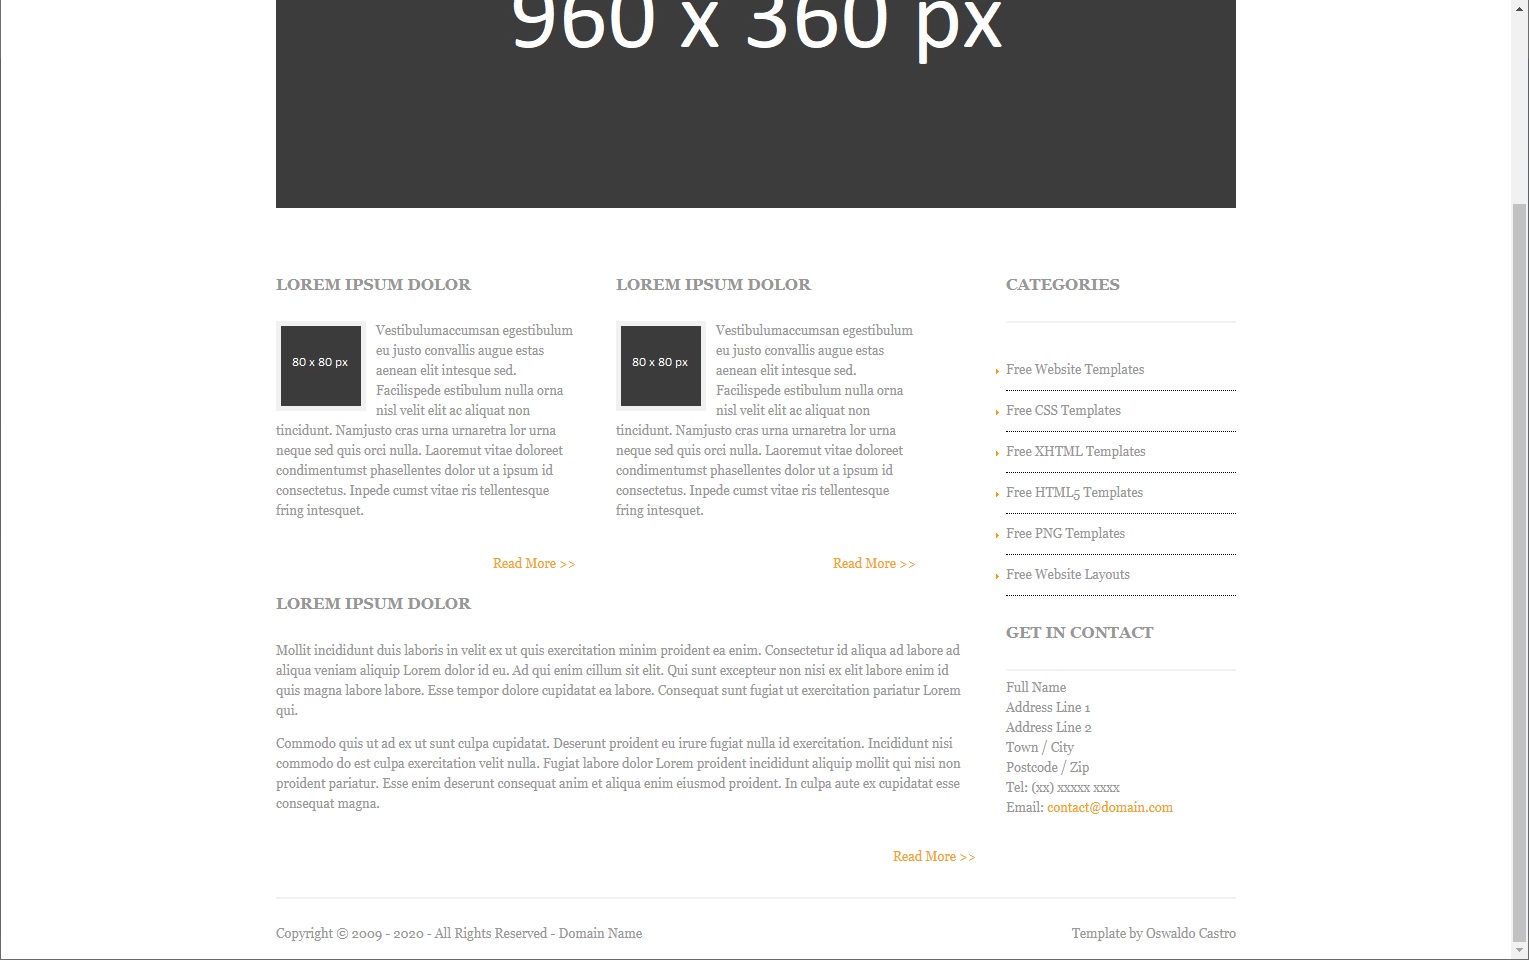 960 x 360 px
LOREM IPSUM DOLOR
80 x 80 px
Vestibulumaccumsan egestibulum
eu justo convallis augue estas
aenean elit intesque sed.
Facilispede estibulum nulla orna
nisl velit elit ac aliquat non
tincidunt. Namjusto cras urna urnaretra lor urna
neque sed quis orci nulla. Laoremut vitae doloreet
condimentumst phasellentes dolor ut a ipsum id
consectetus. Inpede cumst vitae ris tellentesque
fring intesquet.
Read More >>
LOREM IPSUM DOLOR
80 x 80 px
Vestibulumaccumsan egestibulum
eu justo convallis augue estas
aenean elit intesque sed.
Facilispede estibulum nulla orna
nisl velit elit ac aliquat non
tincidunt. Namjusto cras urna urnaretra lor urna
neque sed quis orci nulla. Laoremut vitae doloreet
condimentumst phasellentes dolor ut a ipsum id
consectetus. Inpede cumst vitae ris tellentesque
fring intesquet.
Read More >>
LOREM IPSUM DOLOR
Mollit incididunt duis laboris in velit ex ut quis exercitation minim proident ea enim. Consectetur id aliqua ad labore ad
aliqua veniam aliquip Lorem dolor id eu. Ad qui enim cillum sit elit. Qui sunt excepteur non nisi ex elit labore enim id
quis magna labore labore. Esse tempor dolore cupidatat ea labore. Consequat sunt fugiat ut exercitation pariatur Lorem
qui.
Commodo quis ut ad ex ut sunt culpa cupidatat. Deserunt proident eu irure fugiat nulla id exercitation. Incididunt nisi
commodo do est culpa exercitation velit nulla. Fugiat labore dolor Lorem proident incididunt aliquip mollit qui nisi non
proident pariatur. Esse enim deserunt consequat anim et aliqua enim eiusmod proident. In culpa aute ex cupidatat esse
consequat magna.
Read More >>
CATEGORIES
Free Website Templates
Free CSS Templates
Free XHTML Templates
Free HTML5 Templates
Free PNG Templates
Free Website Layouts
GET IN CONTACT
Full Name
Address Line 1
Address Line 2
Town / City
Postcode / Zip
Tel: (xx) xxxxx xxxx
Email: contact@domain.com
Copyright © 2009 - 2020 - All Rights Reserved - Domain Name
Template by Oswaldo Castro